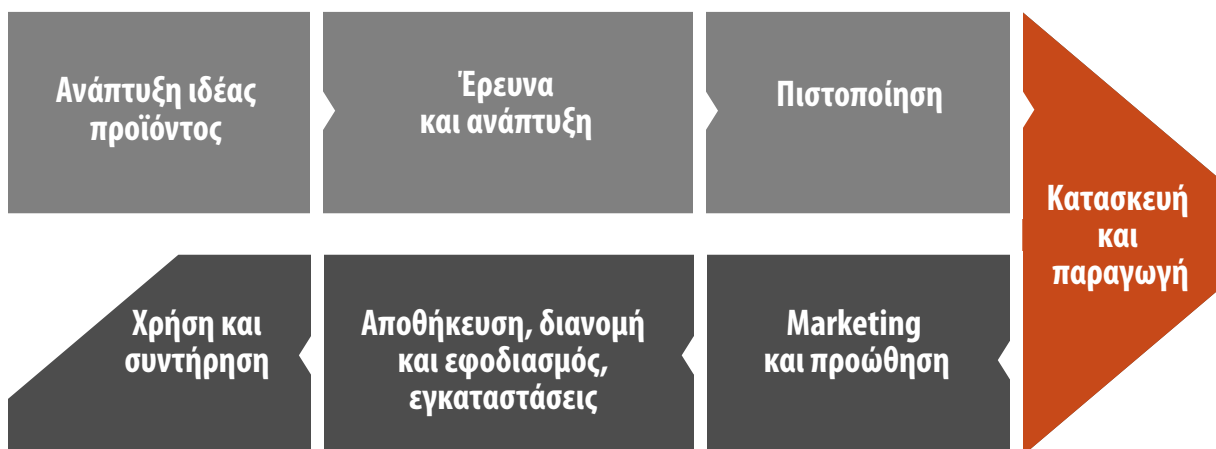 Ανάπτυξη ιδέας
προϊόντος
Έρευνα
και ανάπτυξη
Πιστοποίηση
Κατασκευή
και
παραγωγή
Marketing
και προώθηση
Αποθήκευση, διανομή
και εφοδιασμός,
εγκαταστάσεις
Χρήση και
συντήρηση